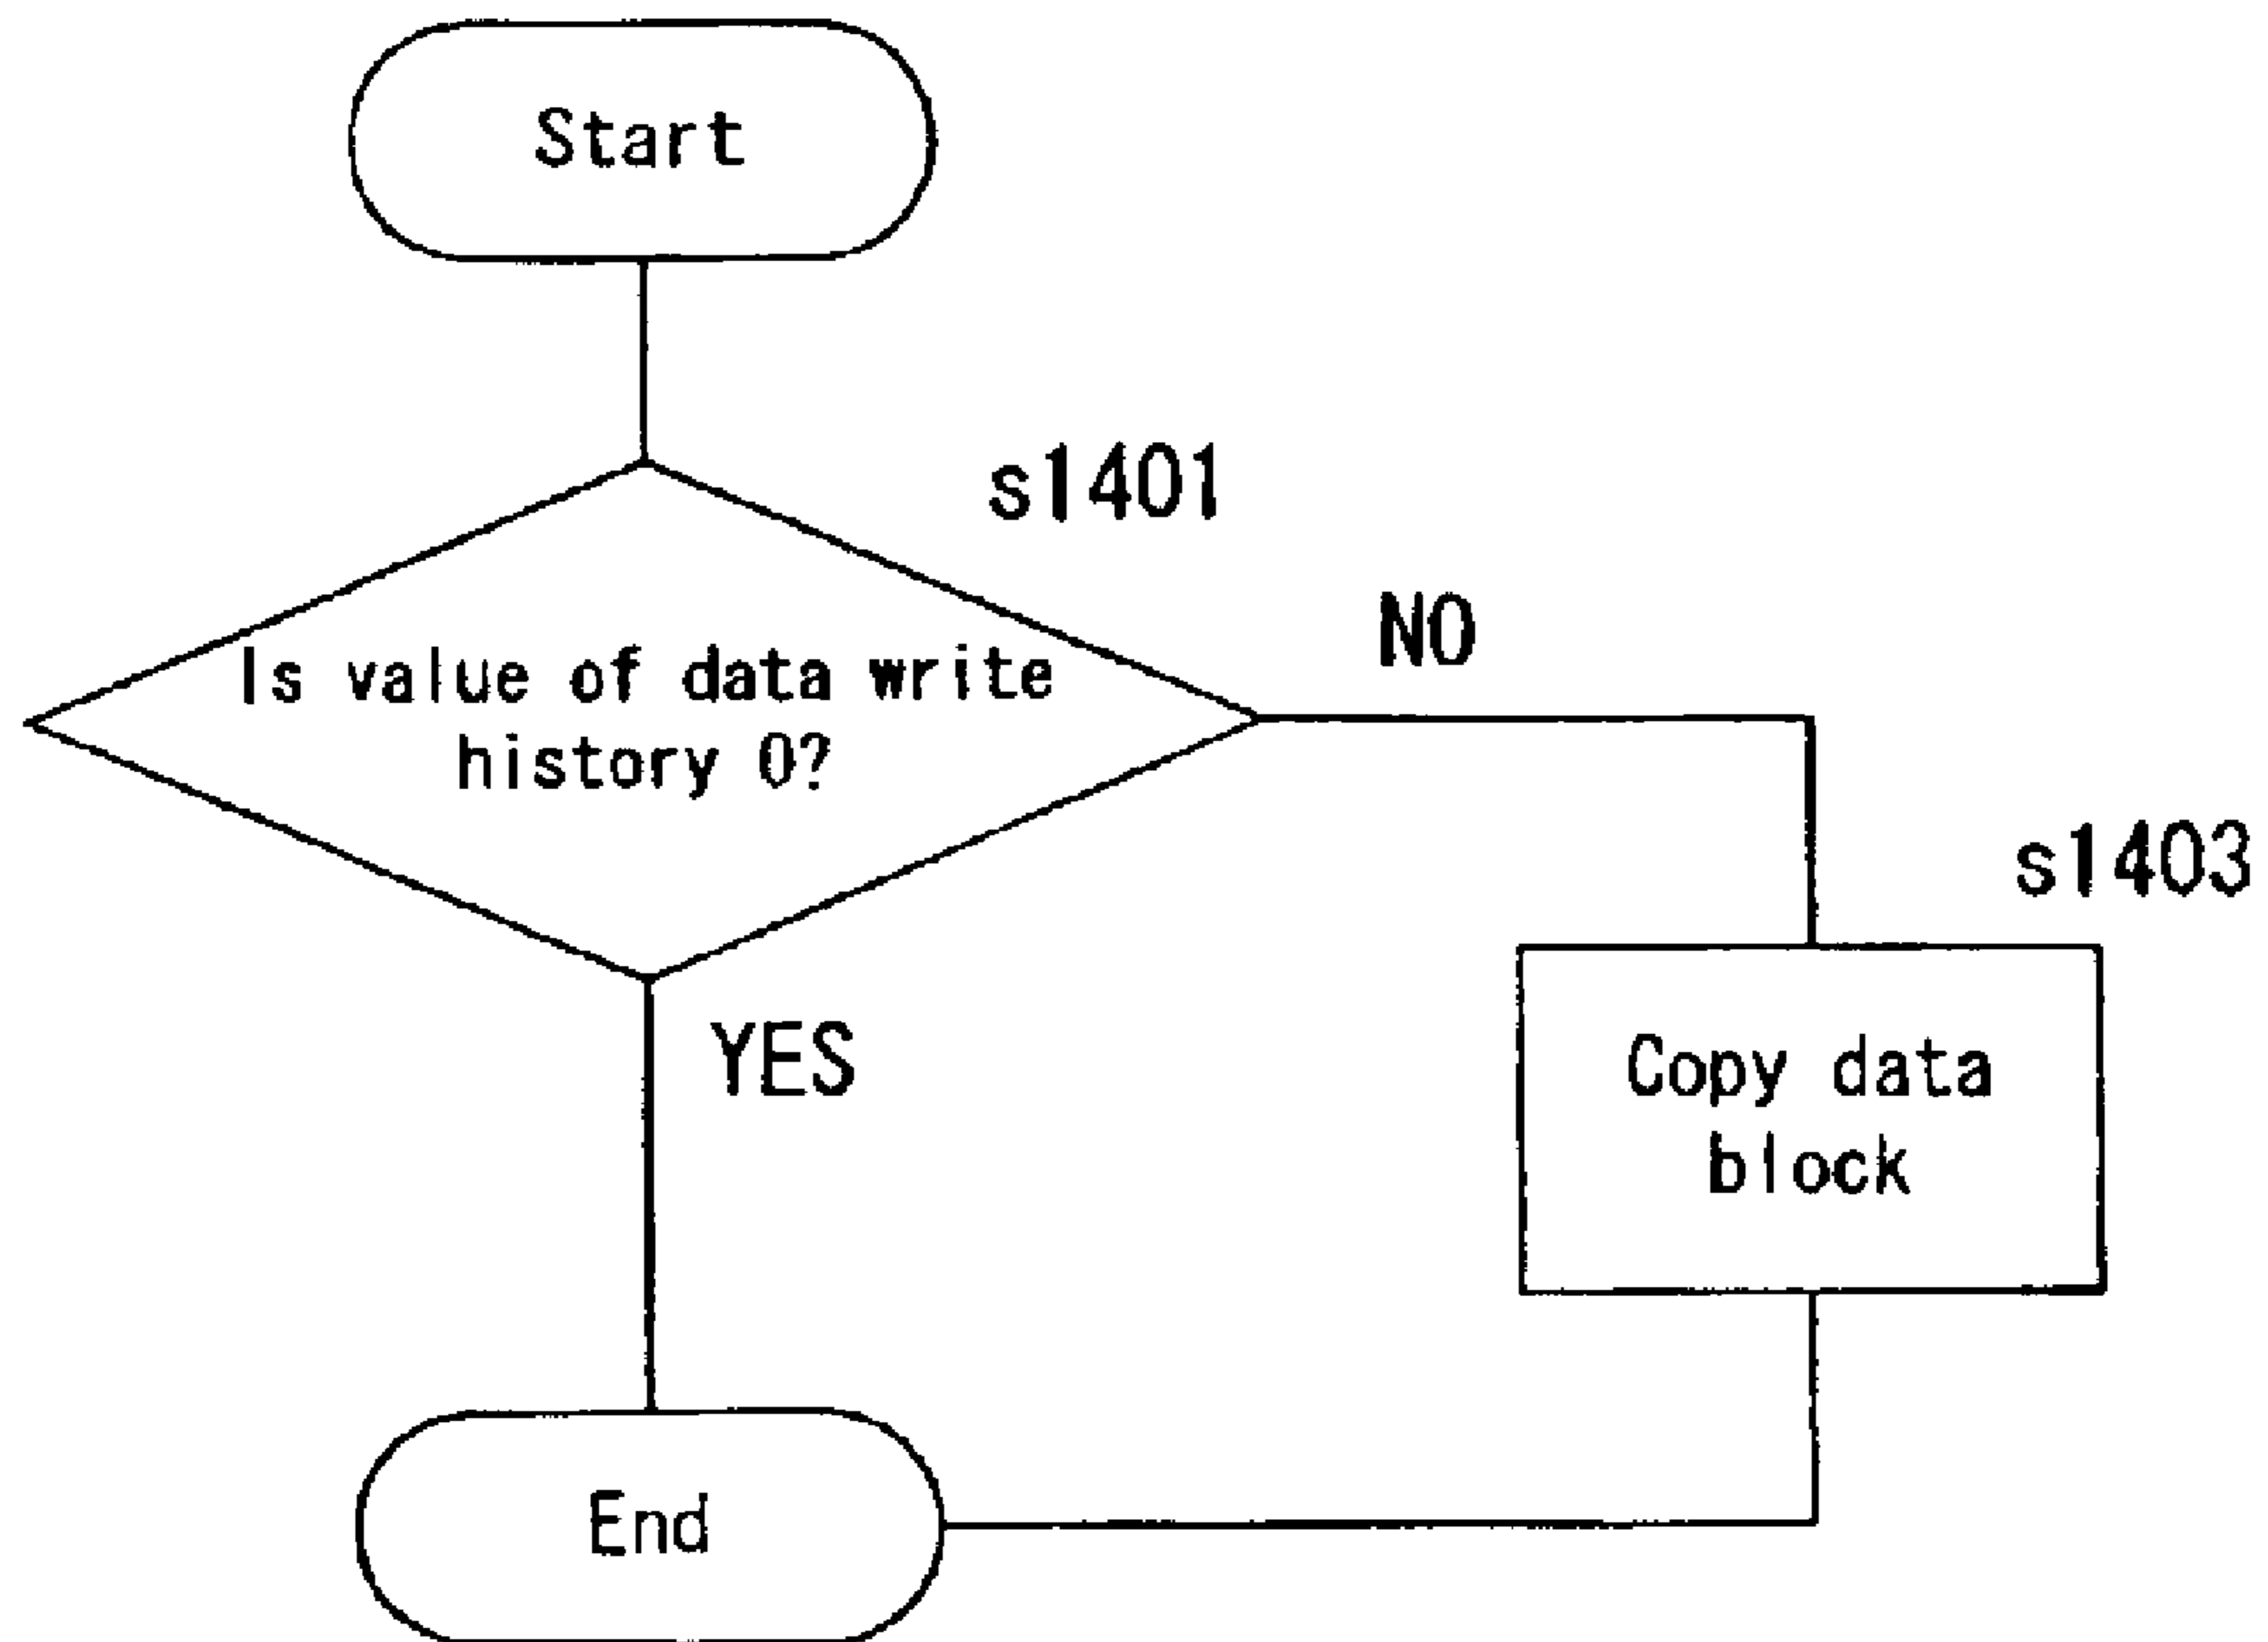 Start
s1401
Is value of data write
history 0?
NO
YES
s1403
Copy data
block
End